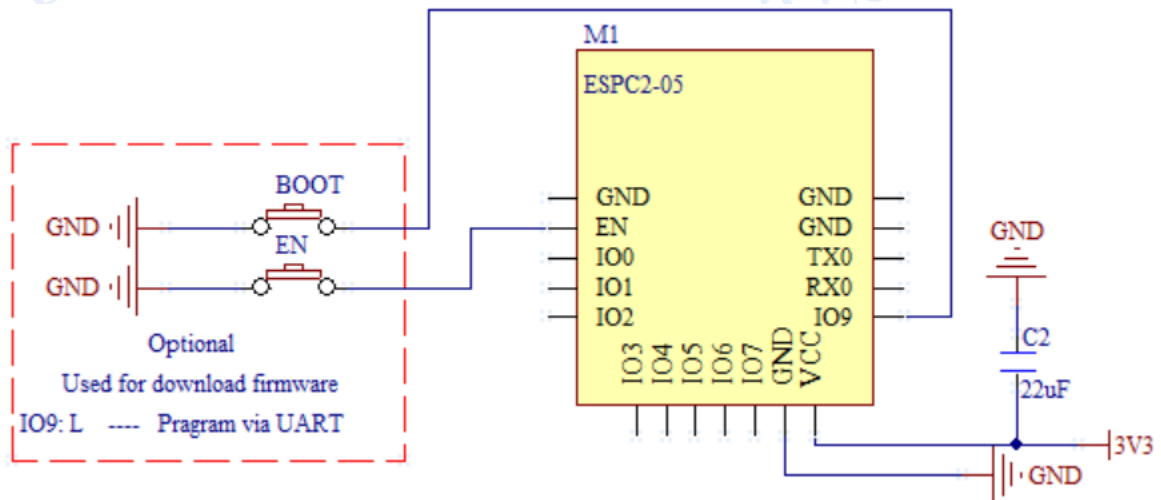 M1
ESPC2-05
BOOT
GND
EN
GND
Optional
Used for download firmware
IO9: L ---- Pragram via UART
GND
EN
IO0
IO1
IO2
GND
GND
TX0
RX0
IO9
IO3
IO4
IO5
IO6
IO7
GND
VCC
GND
C2
22uF
3V3
GND